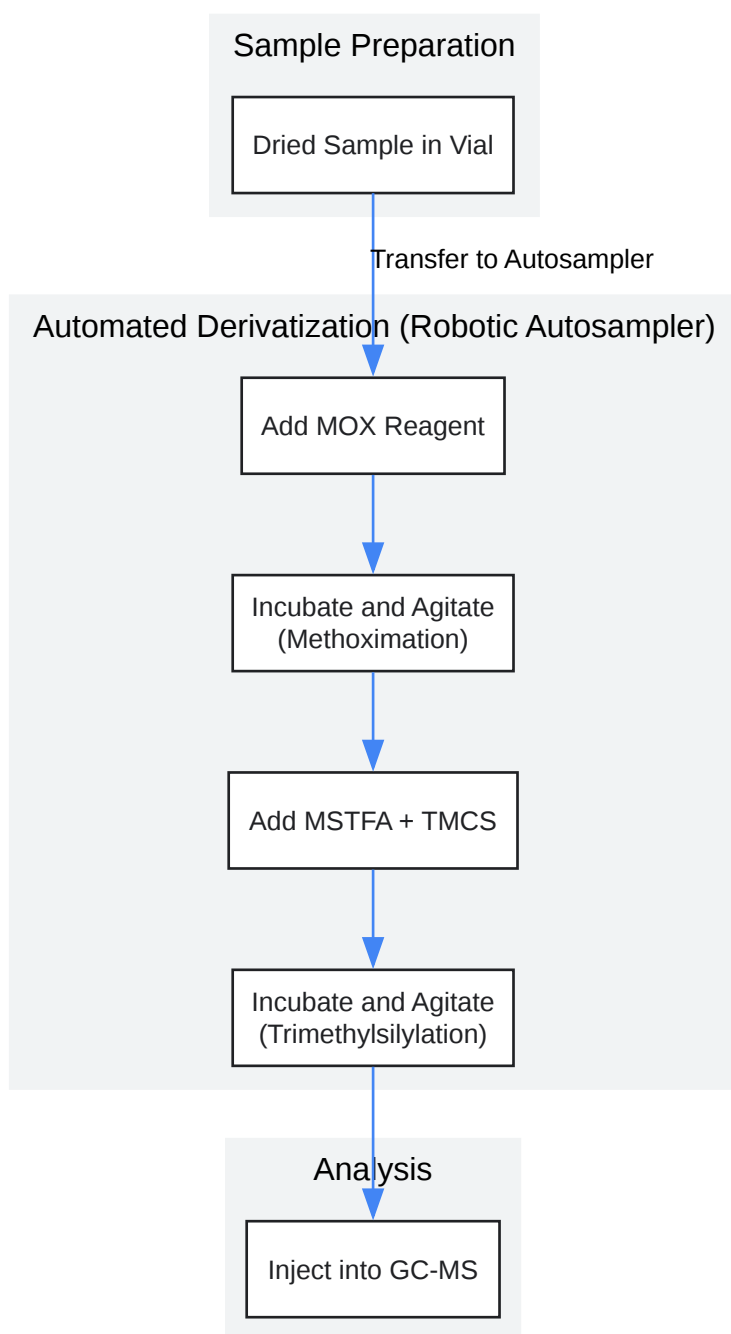 Sample Preparation
Dried Sample in Vial
Transfer to Autosampler
Automated Derivatization (Robotic Autosampler)
Add MOX Reagent
Incubate and Agitate
(Methoximation)
Add MSTFA + TMCS
Incubate and Agitate
(Trimethylsilylation)
Analysis
Inject into GC-MS